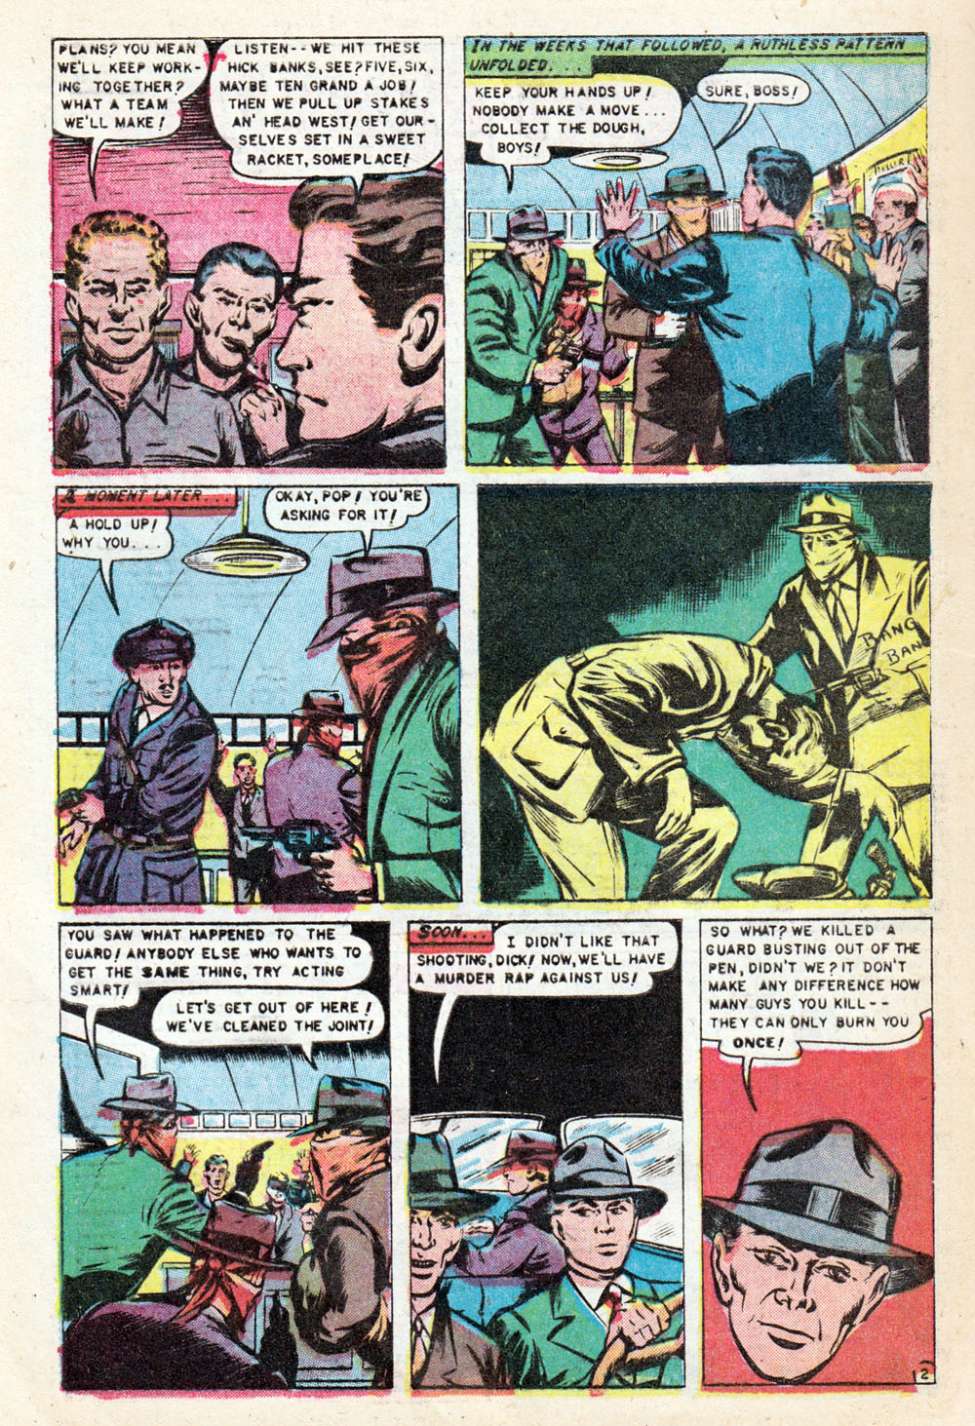 PLANS? YOU MEAN
WE'LL KEEP WORK-
ING TOGETHER?
WHAT A TEAM
WE'LL MAKE!
LISTEN--WE HIT THESE
HICK BANKS, SEE? FIVE, SIX,
MAYBE TEN GRAND A JOB!
THEN WE PULL UP STAKES
AN' HEAD WEST! GET OUR-
SELVES SET IN A SWEET
RACKET, SOMEPLACE!
IN THE WEEKS THAT FOLLOWED, A RUTHLESS PATTERN
UNFOLDED. . .
KEEP YOUR HANDS UP!
NOBODY MAKE A MOVE...
COLLECT THE DOUGH,
BOYS!
SURE, BOSS!
TELLER
A MOMENT LATER...
A HOLD UP!
WHY YOU...
OKAY, POP! YOU'RE
ASKING FOR IT!
BANG
BANG
YOU SAW WHAT HAPPENED TO THE
GUARD! ANYBODY ELSE WHO WANTS TO
GET THE SAME THING, TRY ACTING
SMART!
LET'S GET OUT OF HERE!
WE'VE CLEANED THE JOINT!
SOON...
I DIDN'T LIKE THAT
SHOOTING, DICK! NOW, WE'LL HAVE
A MURDER RAP AGAINST US!
SO WHAT? WE KILLED A
GUARD BUSTING OUT OF THE
PEN, DIDN'T WE? IT DON'T
MAKE ANY DIFFERENCE HOW
MANY GUYS YOU KILL--
THEY CAN ONLY BURN YOU
ONCE!
2